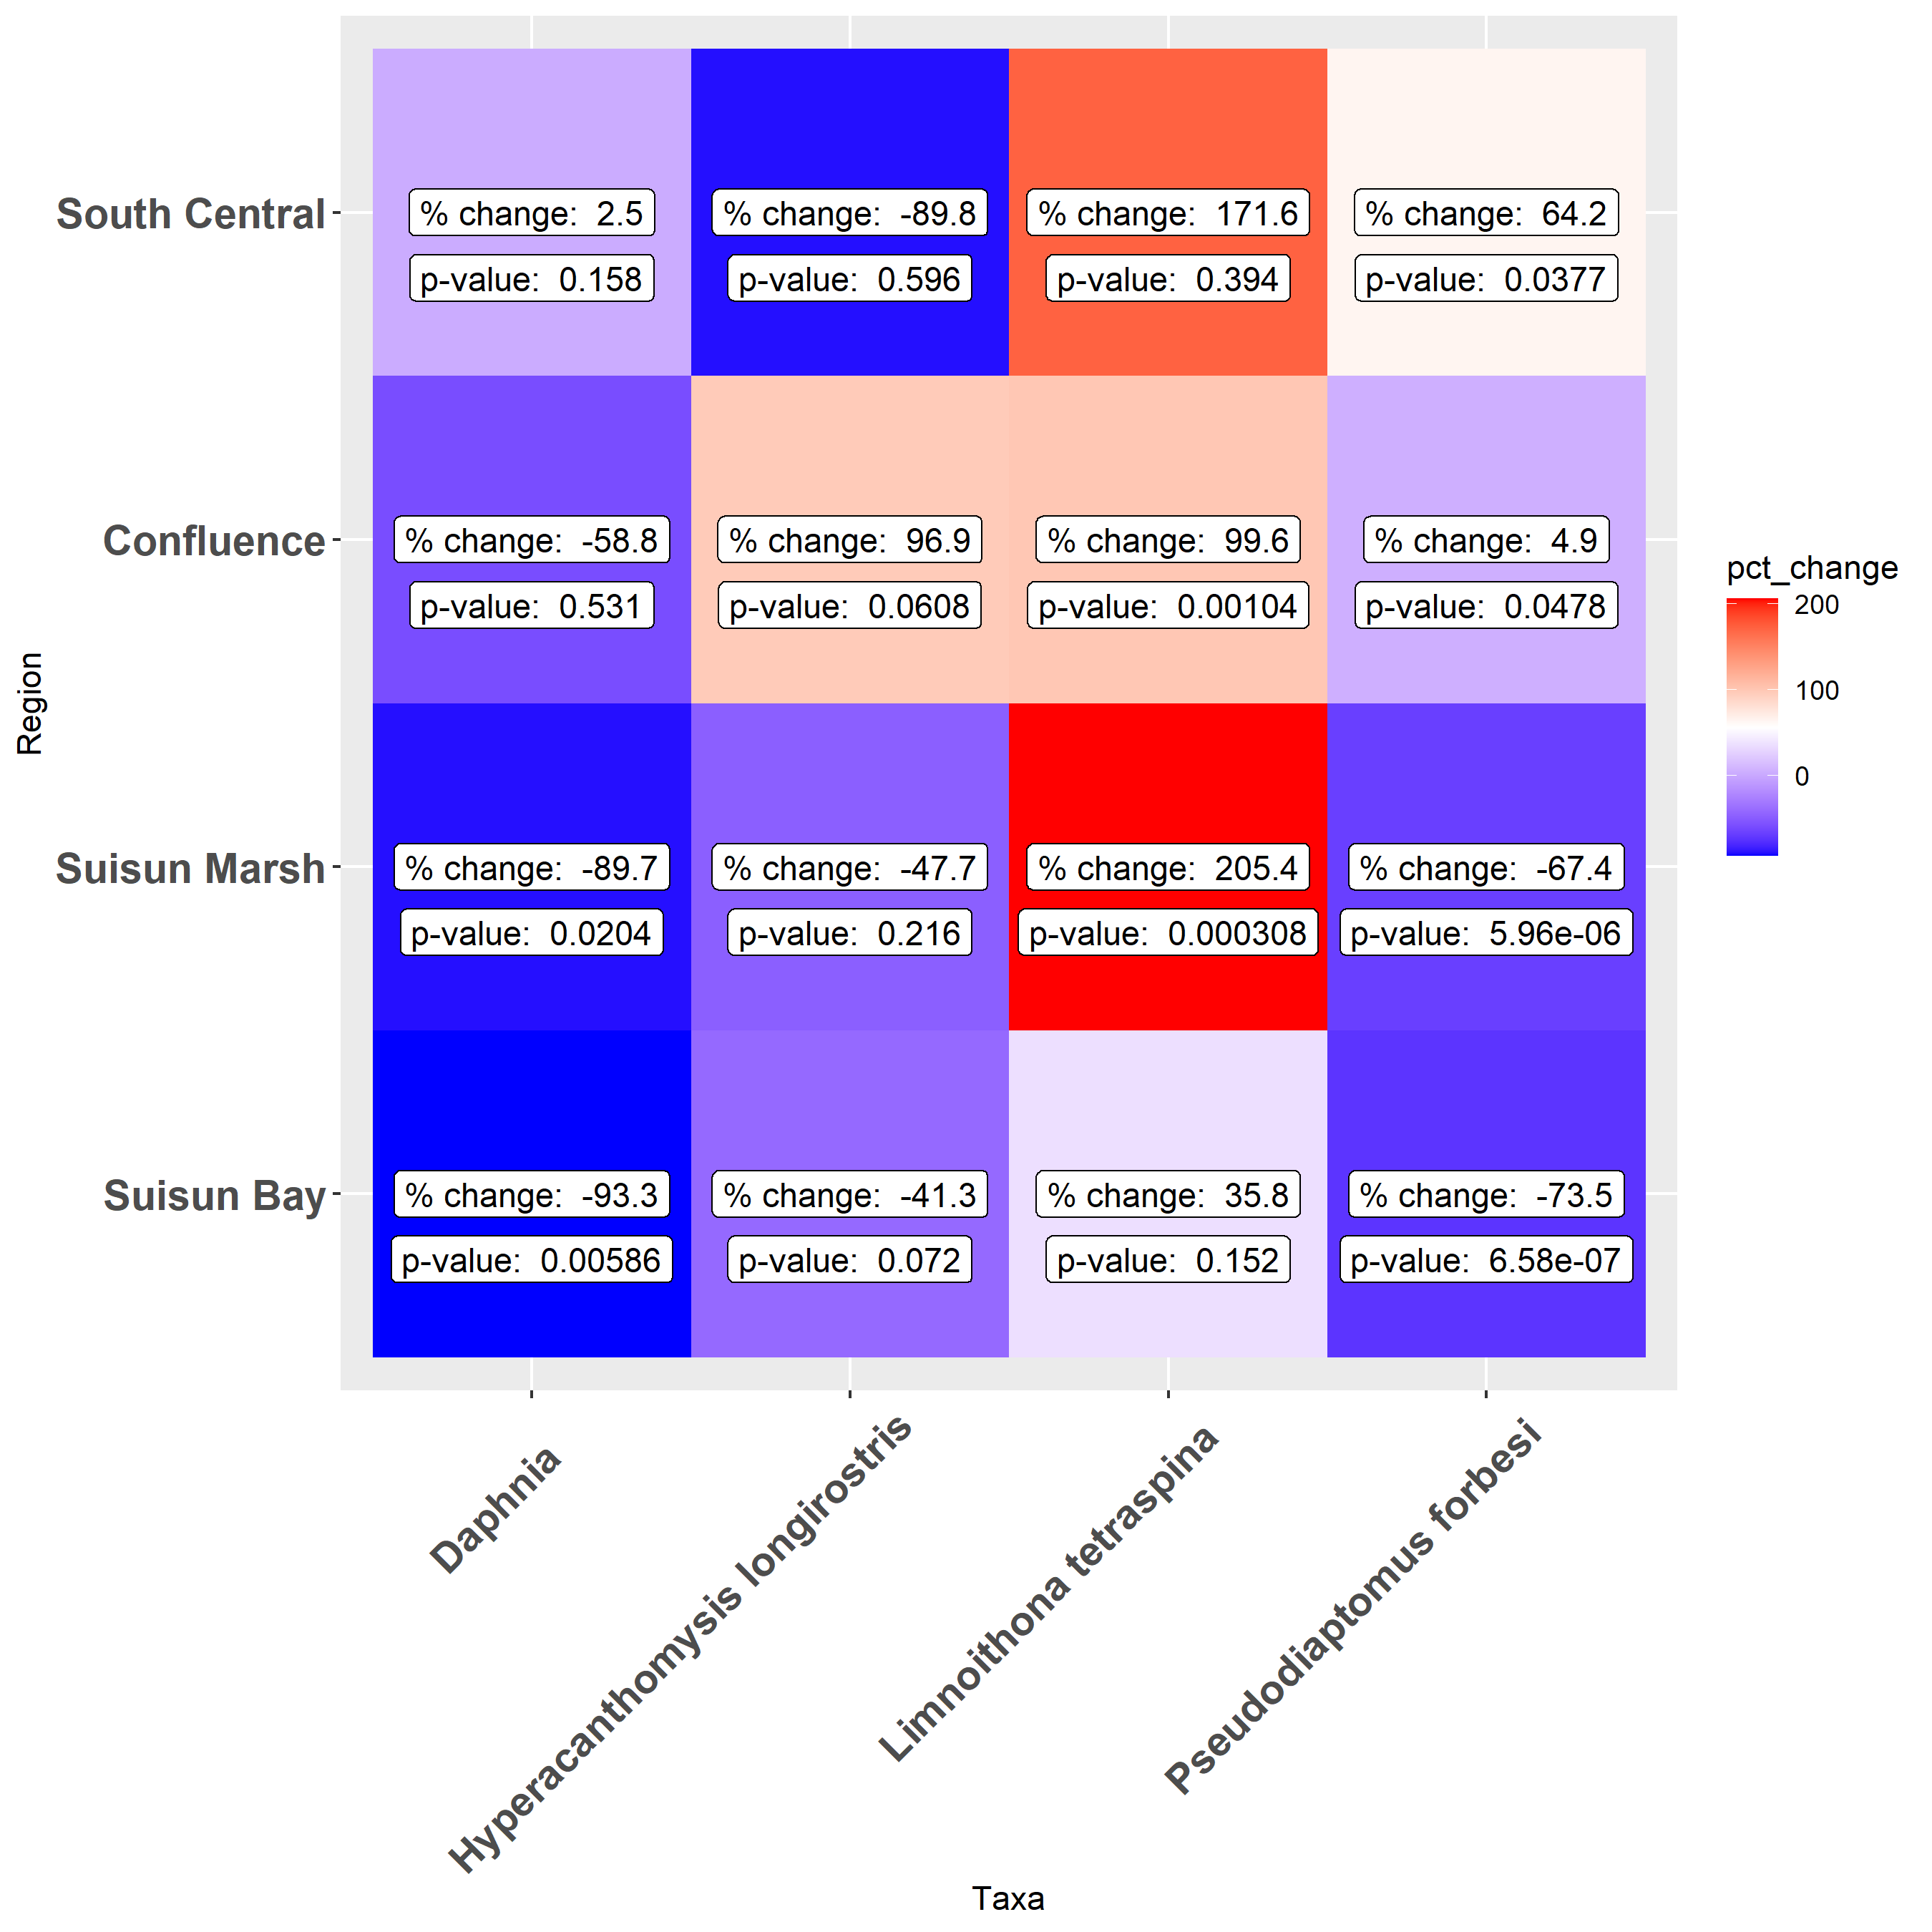 South Central
% change: 2.5
% change: -89.8
% change: 171.6
% change: 64.2
p-value: 0.158
p-value: 0.596
p-value: 0.394
p-value: 0.0377
Confluence
% change: -58.8
% change: 96.9
% change: 99.6
% change: 4.9
p-value: 0.531
p-value: 0.0608
p-value: 0.00104
p-value: 0.0478
Suisun Marsh
% change: -89.7
% change: -47.7
% change: 205.4
% change: -67.4
p-value: 0.0204
p-value: 0.216
p-value: 0.000308
p-value: 5.96e-06
Suisun Bay
% change: -93.3
% change: -41.3
% change: 35.8
% change: -73.5
p-value: 0.00586
p-value: 0.072
p-value: 0.152
p-value: 6.58e-07
Region
Daphnia
Hyperacanthomysis longirostris
Limnoithona tetraspina
Pseudodiaptomus forbesi
Taxa
pct_change
200
100
0